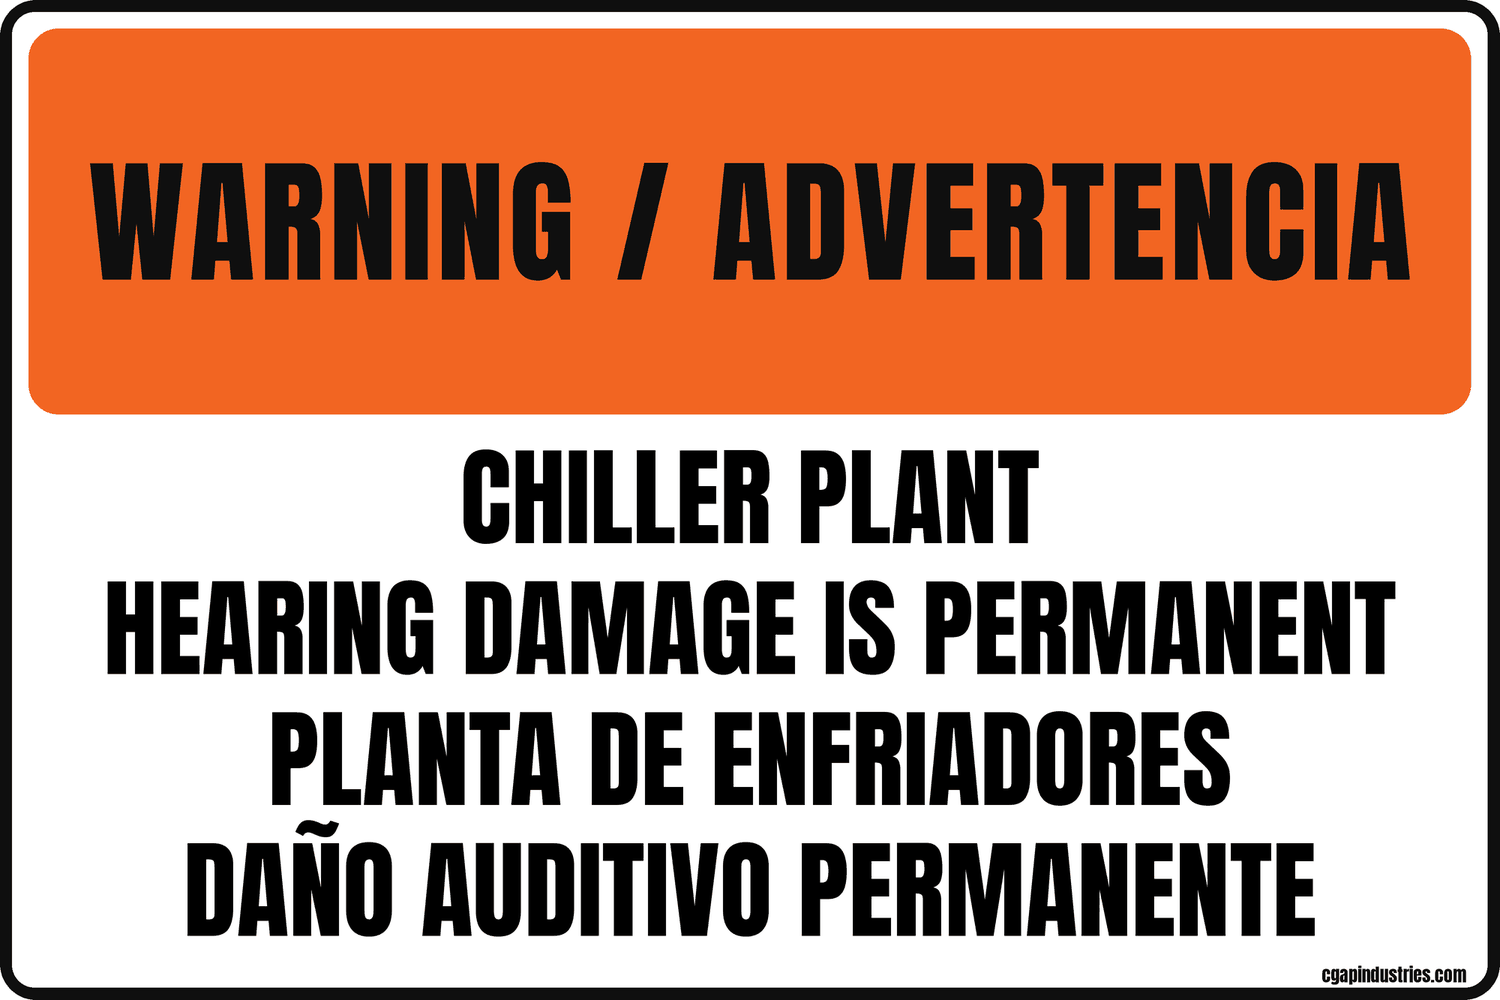 WARNING / ADVERTENCIA
CHILLER PLANT
HEARING DAMAGE IS PERMANENT
PLANTA DE ENFRIADORES
DAÑO AUDITIVO PERMANENTE
cgapindustries.com